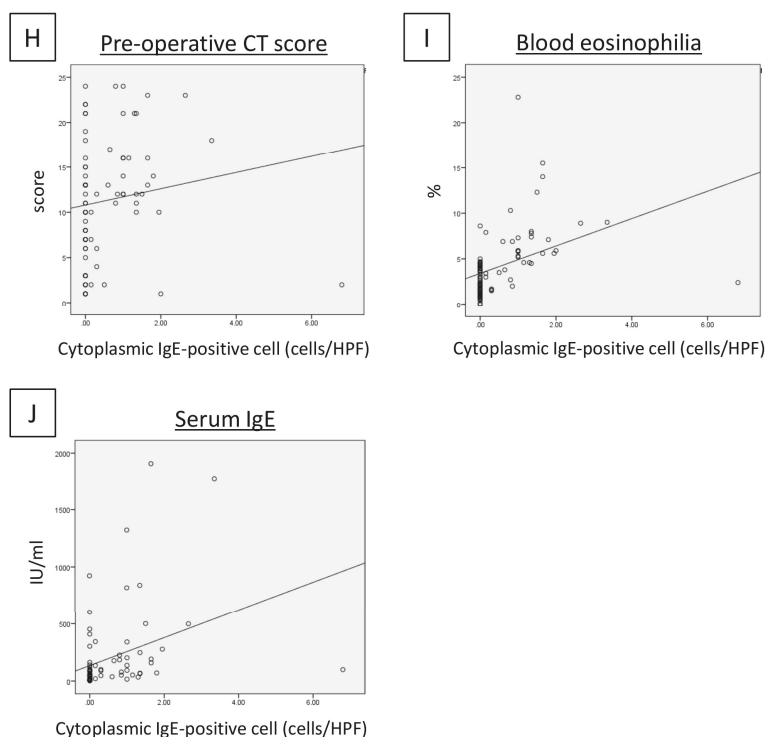 H
Pre-operative CT score
25
20
15
10
5
0
score
.00 2.00 4.00 6.00
Cytoplasmic IgE-positive cell (cells/HPF)
I
Blood eosinophilia
25
20
15
10
5
0
%
.00 2.00 4.00 6.00
Cytoplasmic IgE-positive cell (cells/HPF)
J
Serum IgE
2000
1500
1000
500
0
IU/ml
.00 2.00 4.00 6.00
Cytoplasmic IgE-positive cell (cells/HPF)